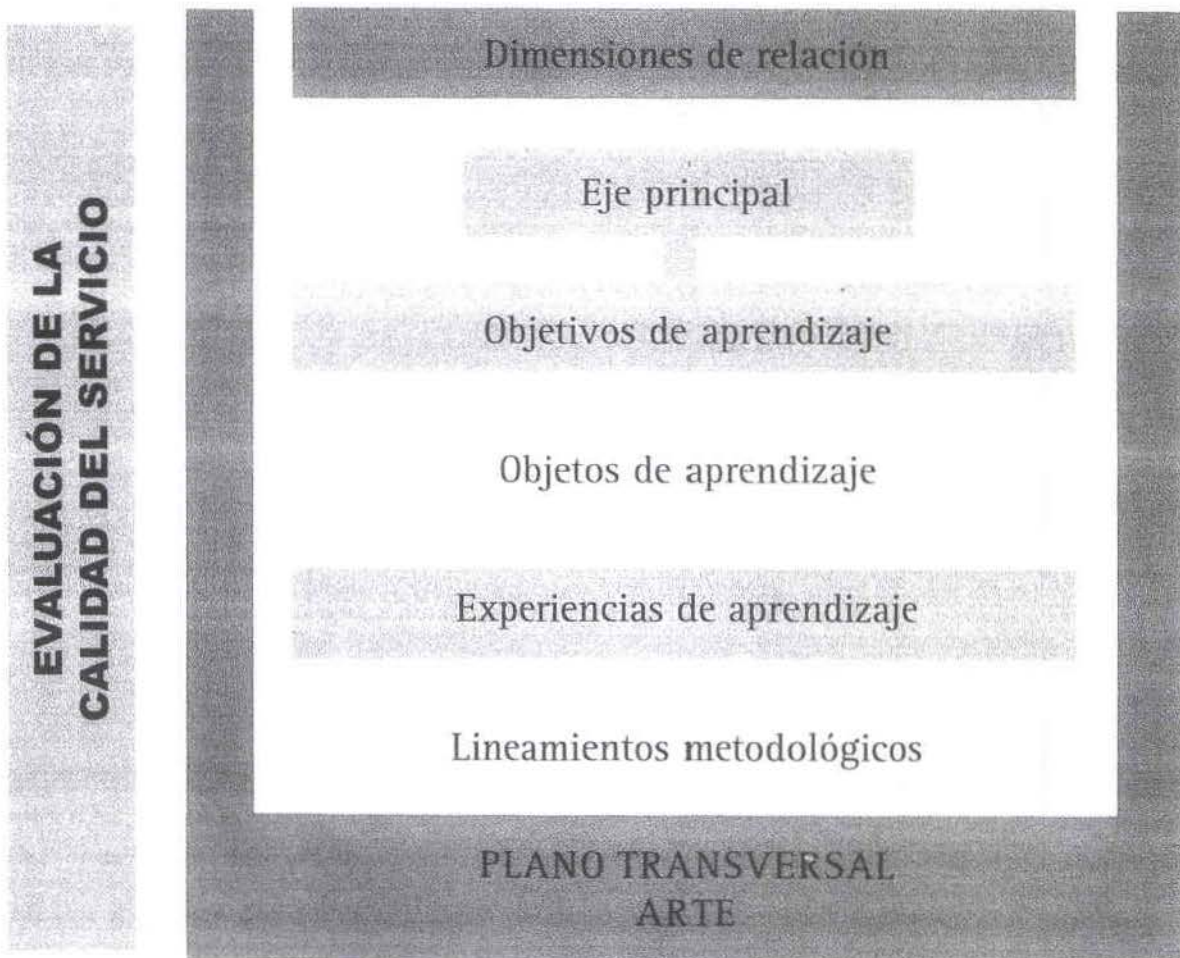 EVALUACIÓN DE LA
CALIDAD DEL SERVICIO
Dimensiones de relación
Eje principal
Objetivos de aprendizaje
Objetos de aprendizaje
Experiencias de aprendizaje
Lineamientos metodológicos
PLANO TRANSVERSAL
ARTE